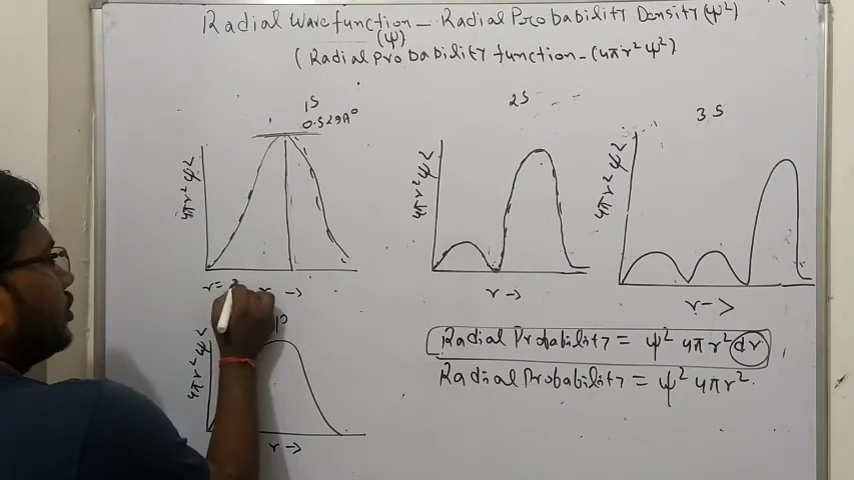 Radial Wavefunction - Radial Probability Density (ψ²)
(ψ)
(Radial Probability function - (4πr²ψ²)
1S
0.529A°
2S
3S
4πr²ψ²
4πr²ψ²
4πr²ψ²
r=
r →
r →
r ->
4πr²ψ²
r →
Radial Probability = ψ² 4πr² dr
Radial Probability = ψ² 4πr².